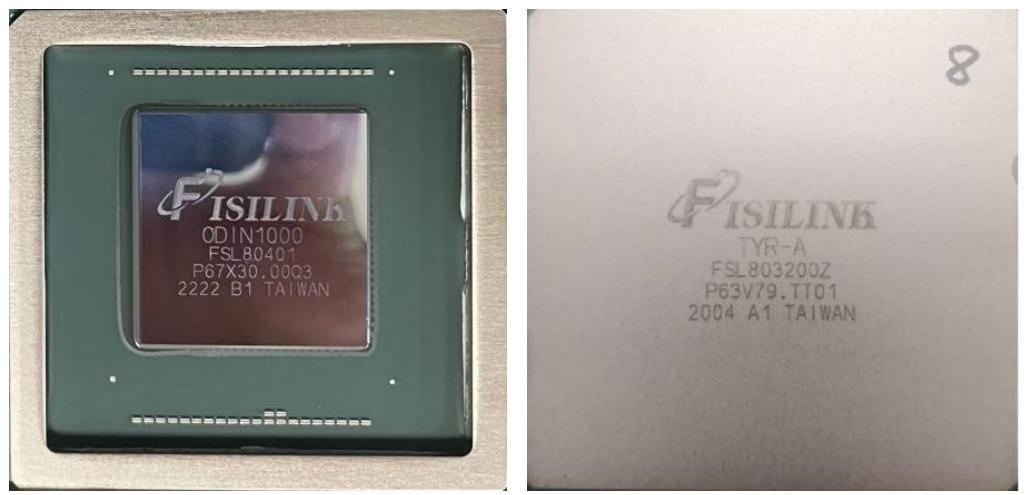 FISILINK
ODIN1000
FSL80401
P67X30.00Q3
2222 B1 TAIWAN
8
FISILINK
TYR-A
FSL803200Z
P63V79.TT01
2004 A1 TAIWAN